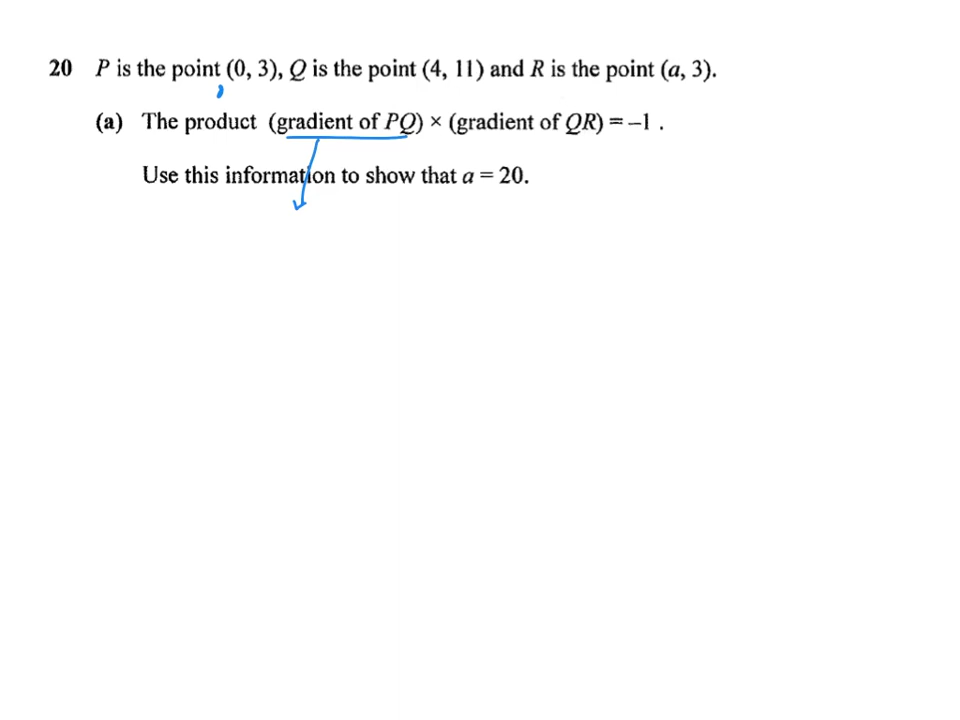 20 P is the point (0, 3), Q is the point (4, 11) and R is the point (a, 3).
(a) The product (gradient of PQ) × (gradient of QR) = −1 .
Use this information to show that a = 20.